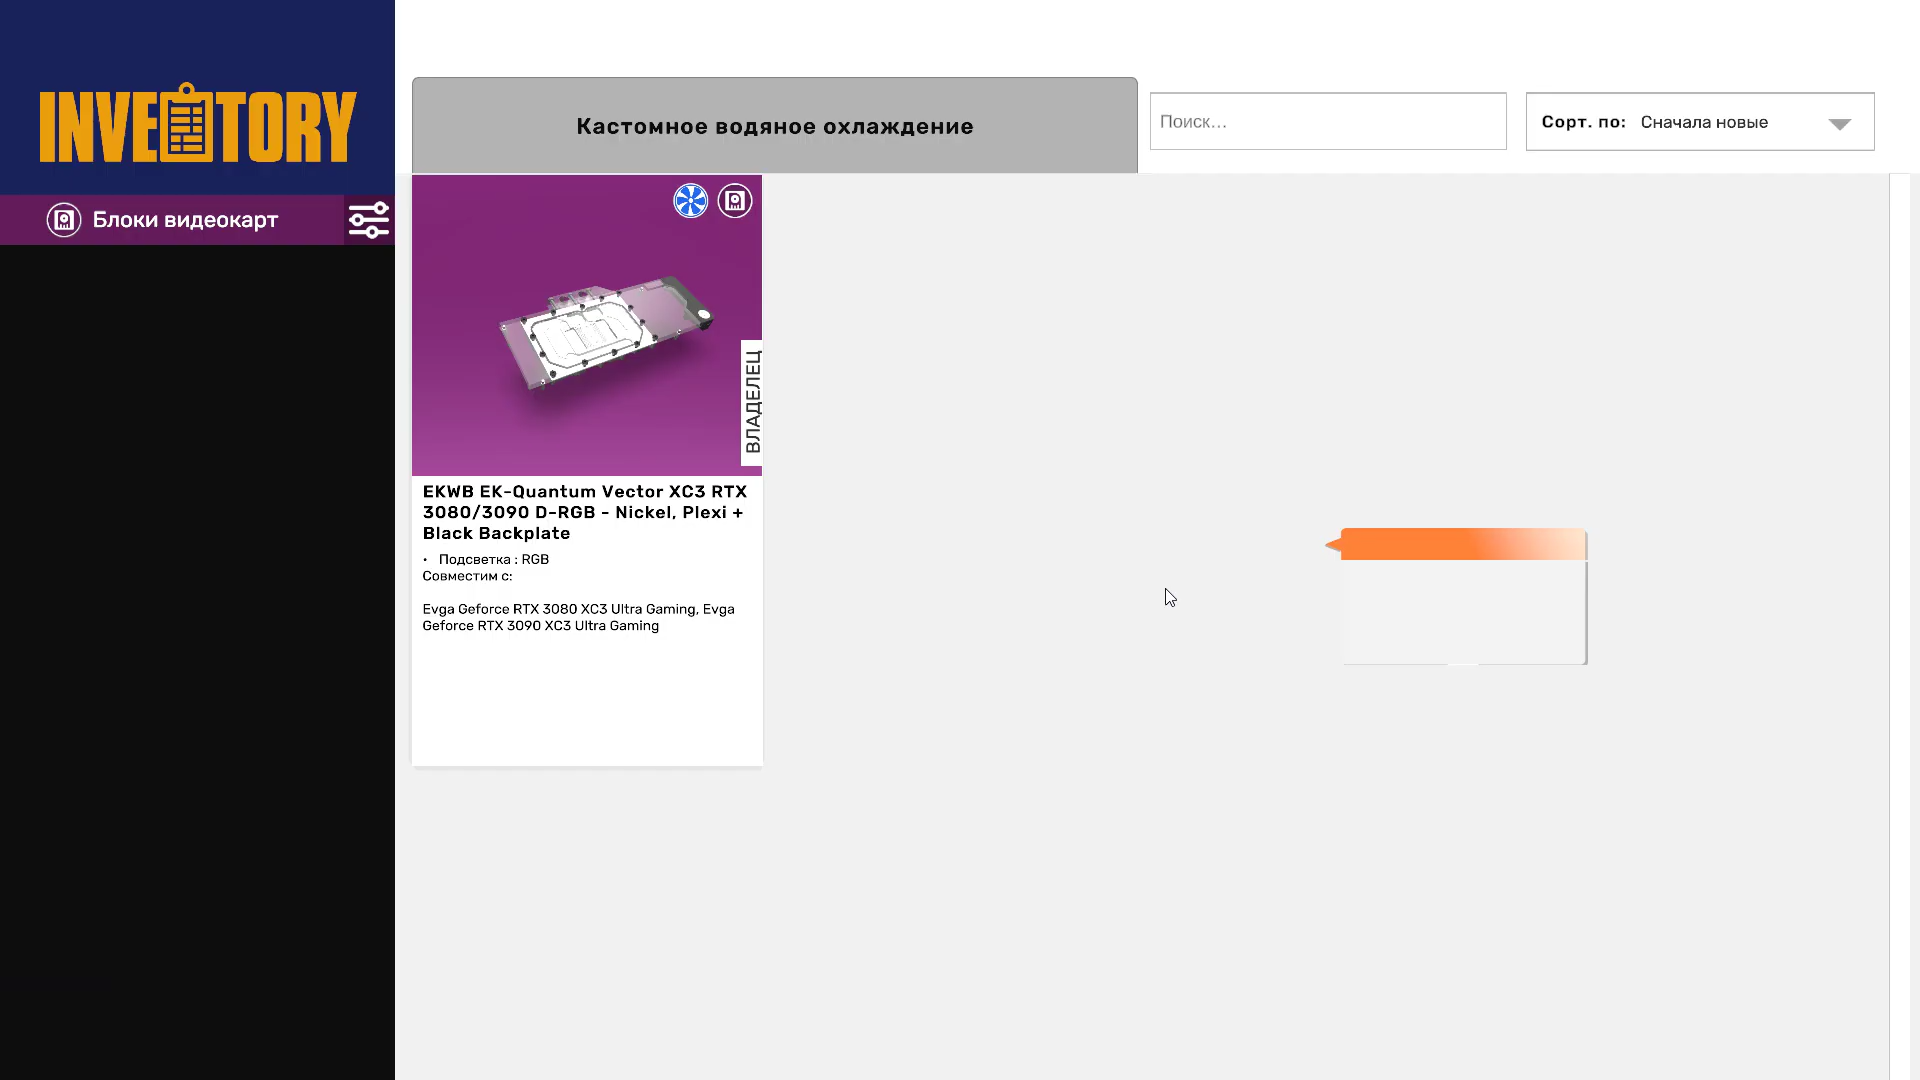 INVENTORY
Кастомное водяное охлаждение
Поиск...
Сорт. по: Сначала новые
Блоки видеокарт
ВЛАДЕЛЕЦ
EKWB EK-Quantum Vector XC3 RTX
3080/3090 D-RGB - Nickel, Plexi +
Black Backplate
• Подсветка : RGB
Совместим с:
Evga Geforce RTX 3080 XC3 Ultra Gaming, Evga
Geforce RTX 3090 XC3 Ultra Gaming